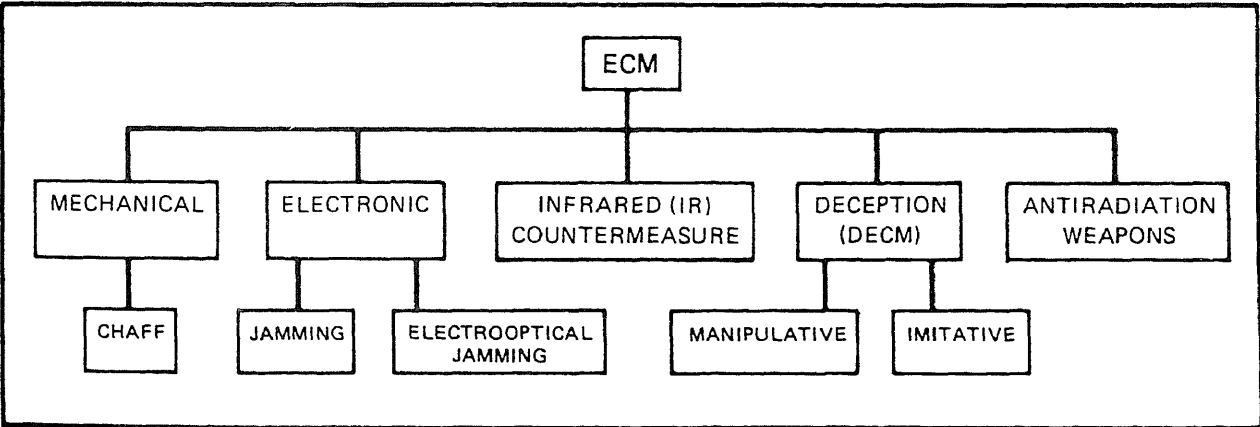 ECM
MECHANICAL
ELECTRONIC
INFRARED (IR)
COUNTERMEASURE
DECEPTION
(DECM)
ANTIRADIATION
WEAPONS
CHAFF
JAMMING
ELECTROOPTICAL
JAMMING
MANIPULATIVE
IMITATIVE